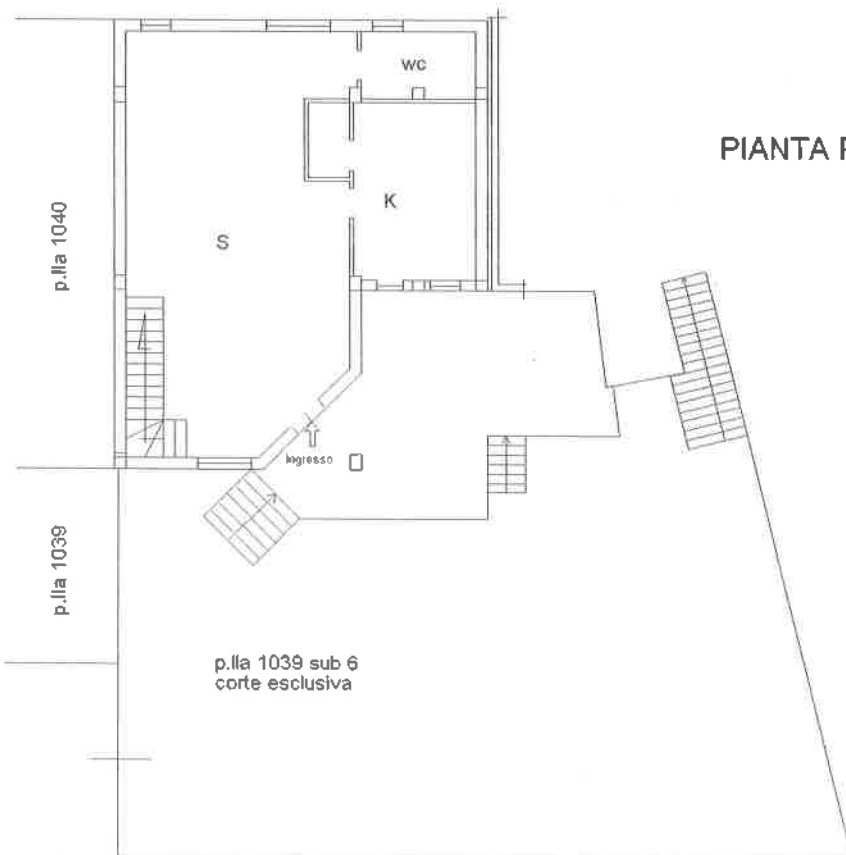 wc
PIANTA P
K
S
p.lla 1040
Ingresso
p.lla 1039
p.lla 1039 sub 6
corte esclusiva